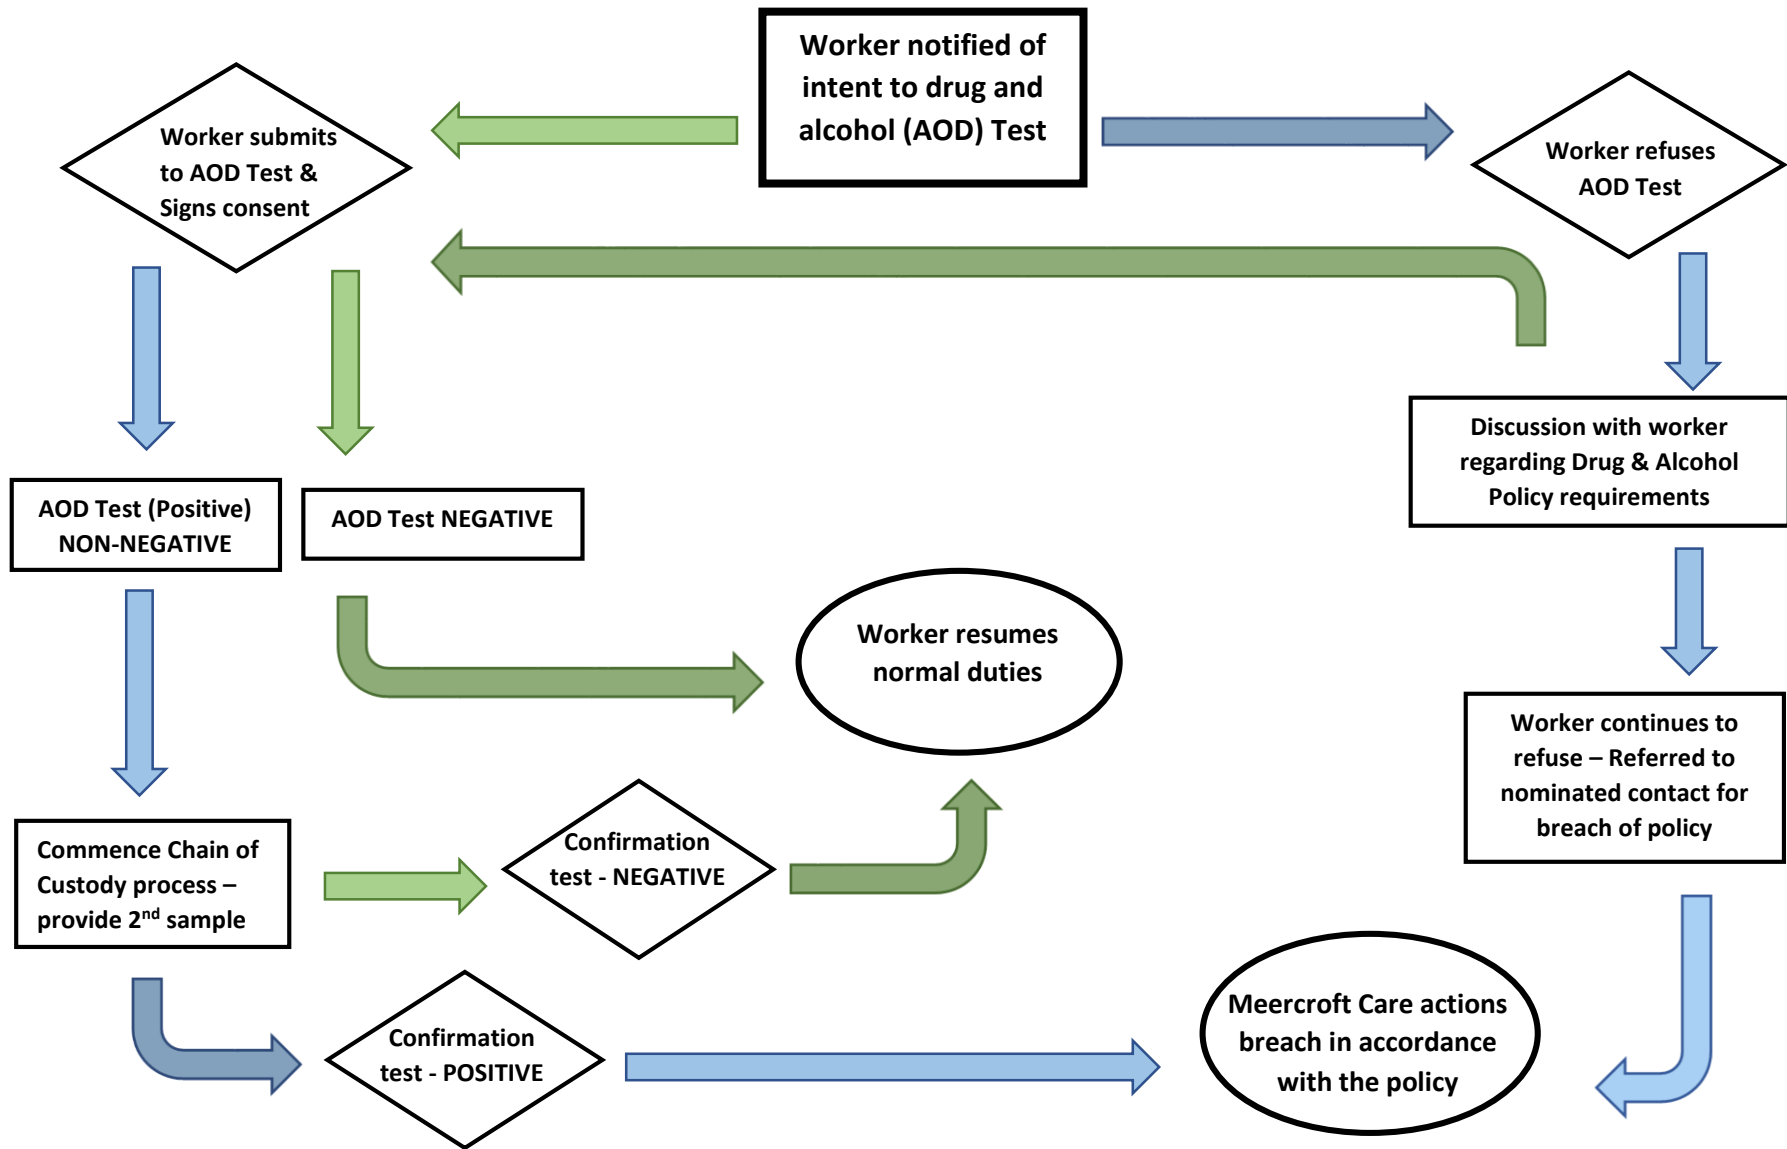 Worker notified of
intent to drug and
alcohol (AOD) Test
Worker submits
to AOD Test &
Signs consent
Worker refuses
AOD Test
Discussion with worker
regarding Drug & Alcohol
Policy requirements
AOD Test (Positive)
NON-NEGATIVE
AOD Test NEGATIVE
Worker resumes
normal duties
Worker continues to
refuse – Referred to
nominated contact for
breach of policy
Commence Chain of
Custody process –
provide 2nd sample
Confirmation
test - NEGATIVE
Confirmation
test - POSITIVE
Meercroft Care actions
breach in accordance
with the policy